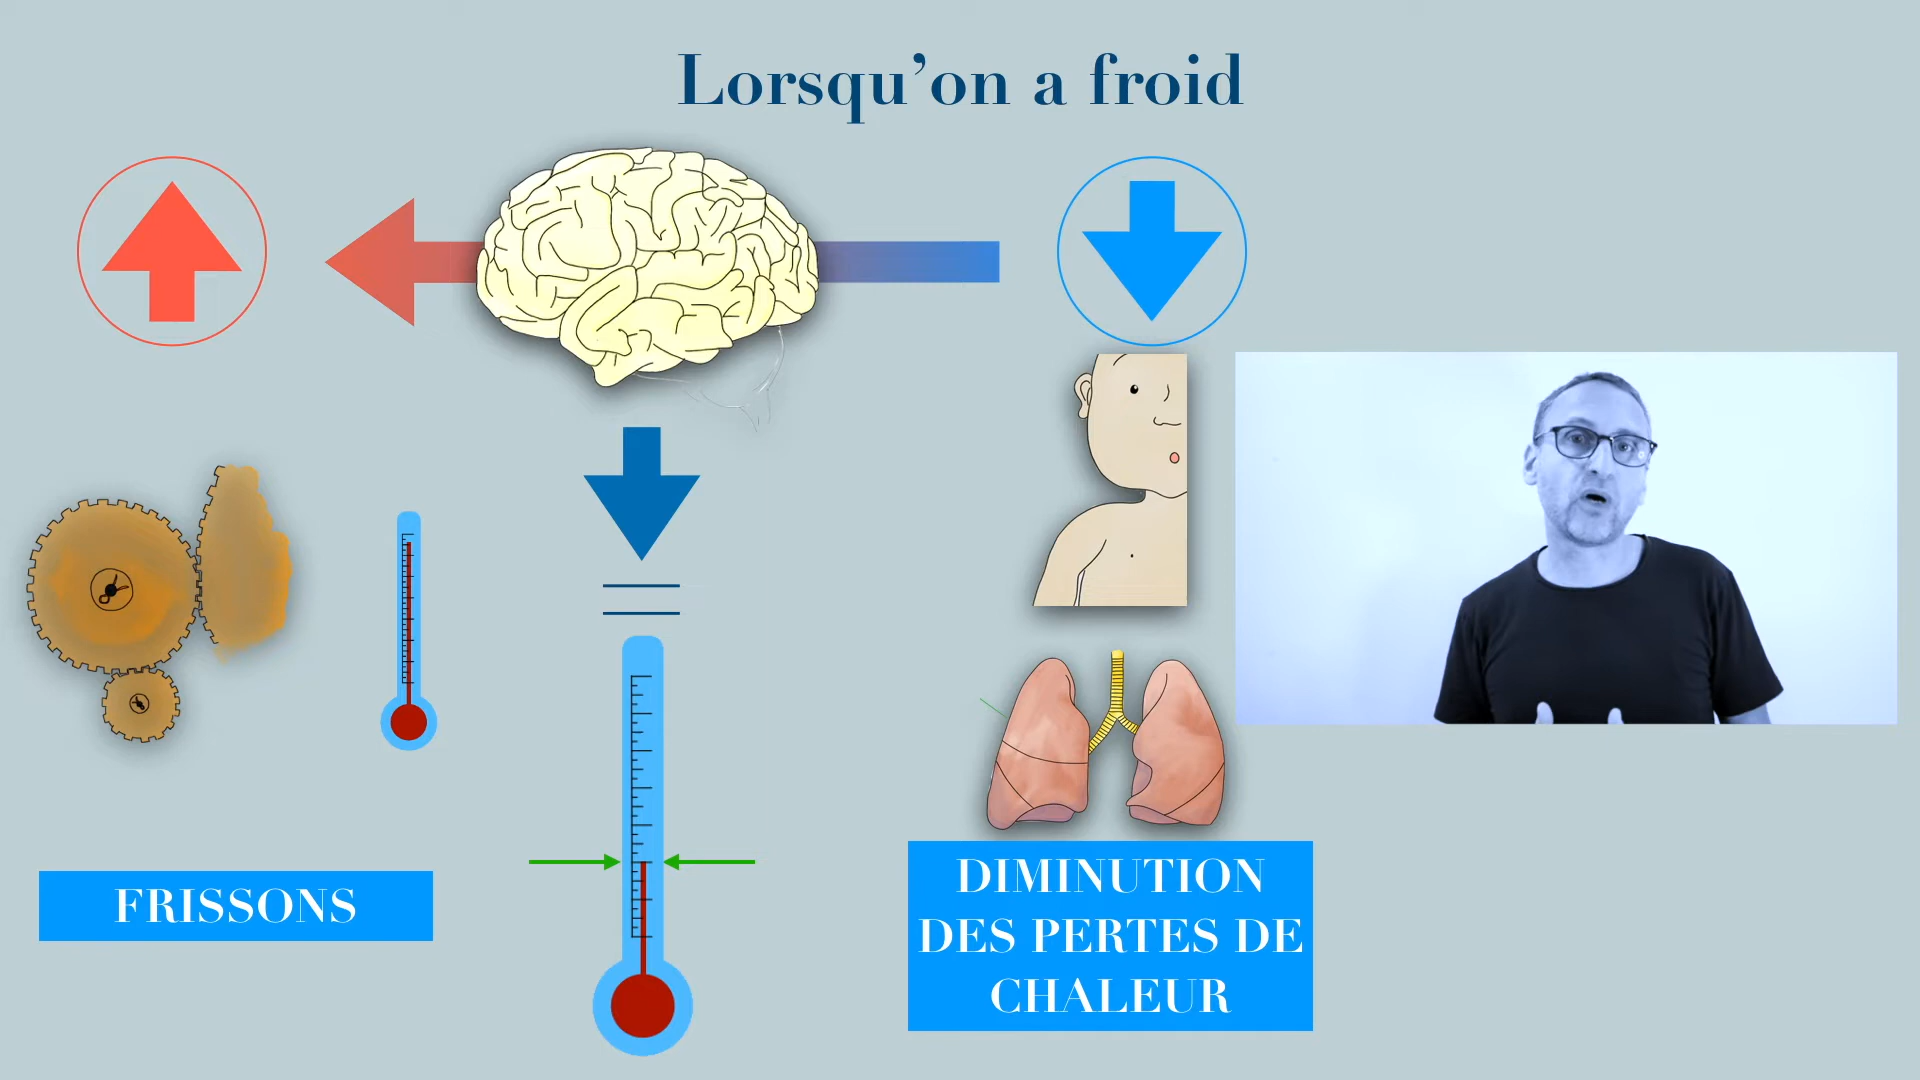 Lorsqu’on a froid
FRISSONS
DIMINUTION
DES PERTES DE
CHALEUR